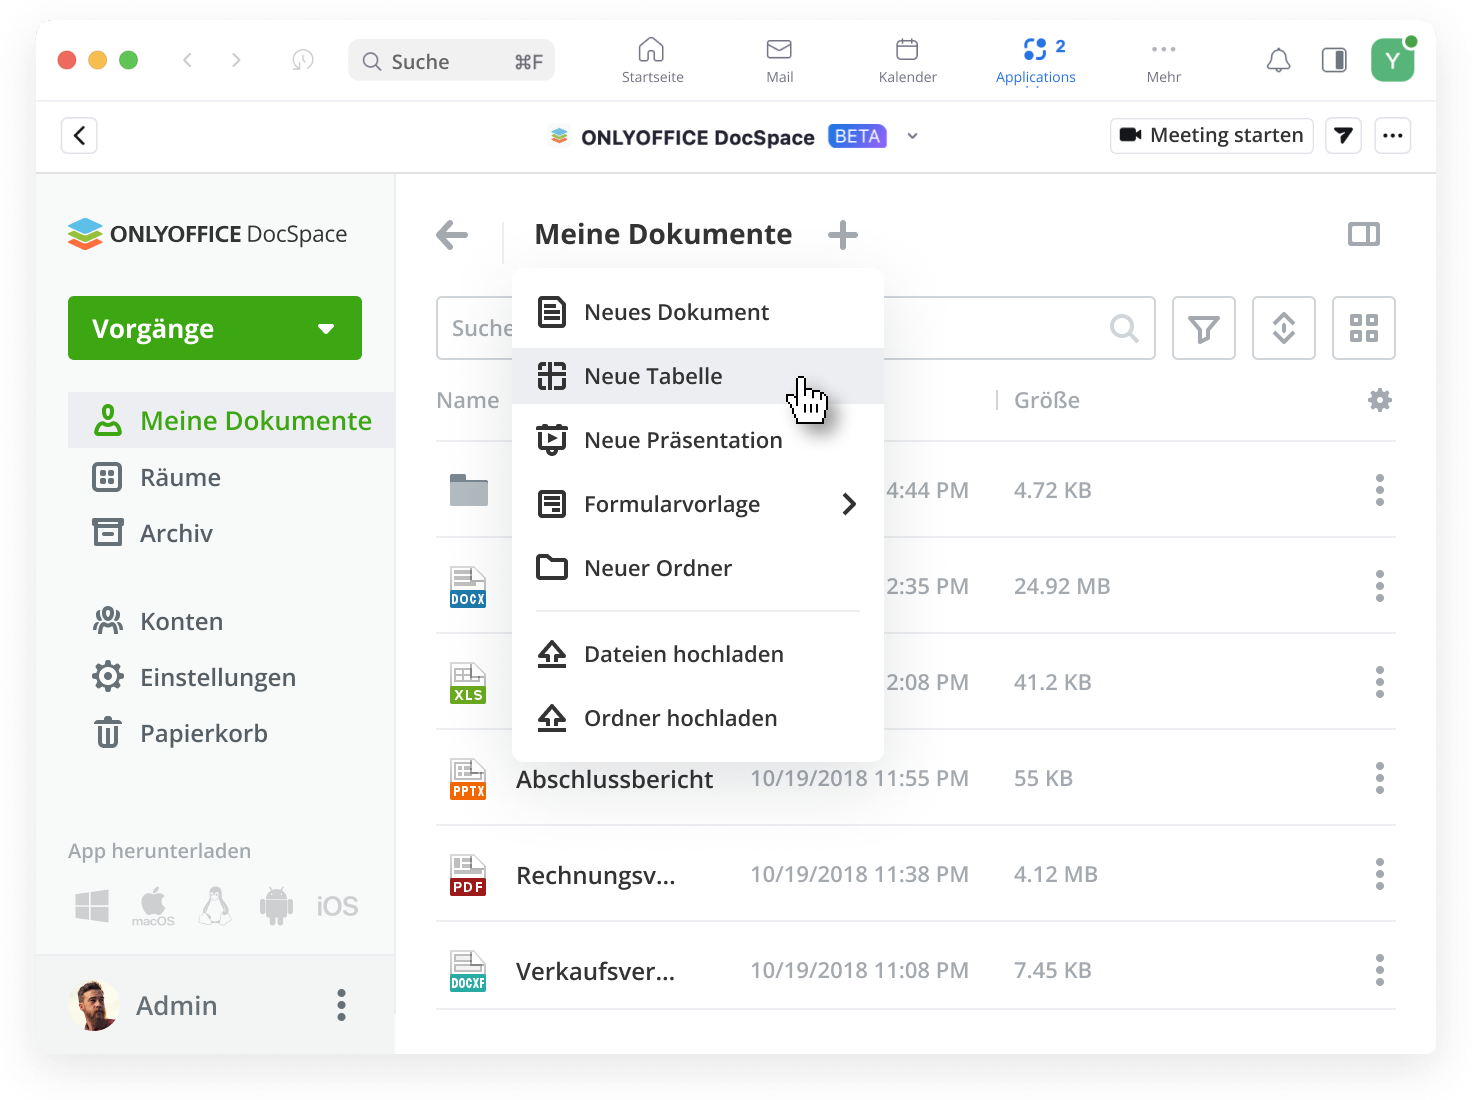 Suche ⌘F
Startseite
Mail
Kalender
2
Applications
Mehr
Y
ONLYOFFICE DocSpace BETA
Meeting starten
ONLYOFFICE DocSpace
Vorgänge
Meine Dokumente
Räume
Archiv
Konten
Einstellungen
Papierkorb
App herunterladen
macOS
iOS
Admin
Meine Dokumente
Suche
Neues Dokument
Neue Tabelle
Neue Präsentation
Formularvorlage
Neuer Ordner
Dateien hochladen
Ordner hochladen
Name Größe
4:44 PM 4.72 KB
DOCX 2:35 PM 24.92 MB
XLS 2:08 PM 41.2 KB
PPTX Abschlussbericht 10/19/2018 11:55 PM 55 KB
PDF Rechnungsv... 10/19/2018 11:38 PM 4.12 MB
DOCXF Verkaufsver... 10/19/2018 11:08 PM 7.45 KB